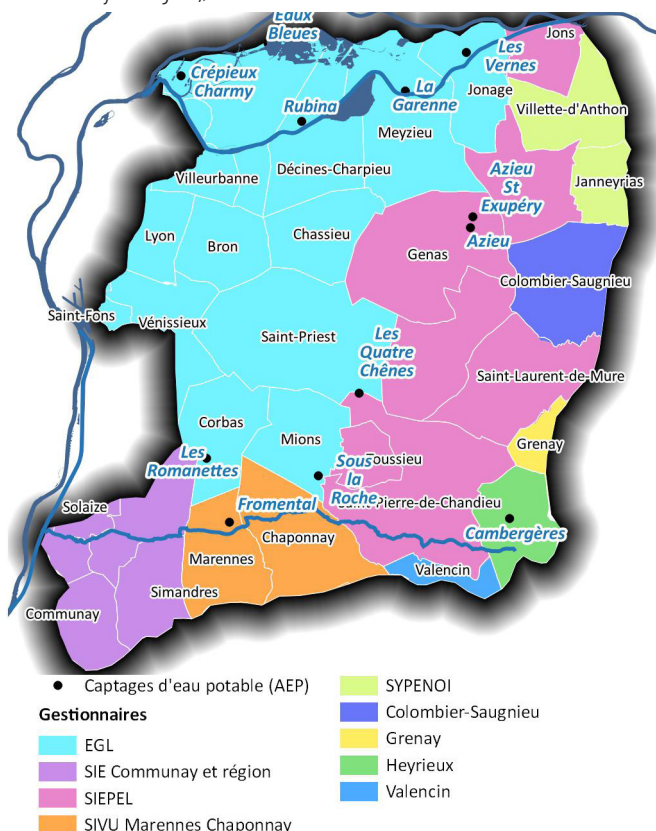 Eaux
Bleues
Jons
Les
Vernes
Crépieux
Charmy
La
Garenne
Jonage
Rubina
Villette-d'Anthon
Meyzieu
Décines-Charpieu
Azieu
St
Exupéry
Janneyrias
Villeurbanne
Lyon
Bron
Chassieu
Genas
Azieu
Colombier-Saugnieu
Saint-Fons
Vénissieux
Saint-Priest
Les
Quatre
Chênes
Saint-Laurent-de-Mure
Corbas
Mions
Grenay
Les
Romanettes
Sous
la
Roche
Toussieu
Solaize
Fromental
Saint-Pierre-de-Chandieu
Chaponnay
Cambergères
Marennes
Valencin
Simandres
Communay
Captages d'eau potable (AEP)
Gestionnaires
EGL
SIE Communay et région
SIEPEL
SIVU Marennes Chaponnay
SYPENOI
Colombier-Saugnieu
Grenay
Heyrieux
Valencin